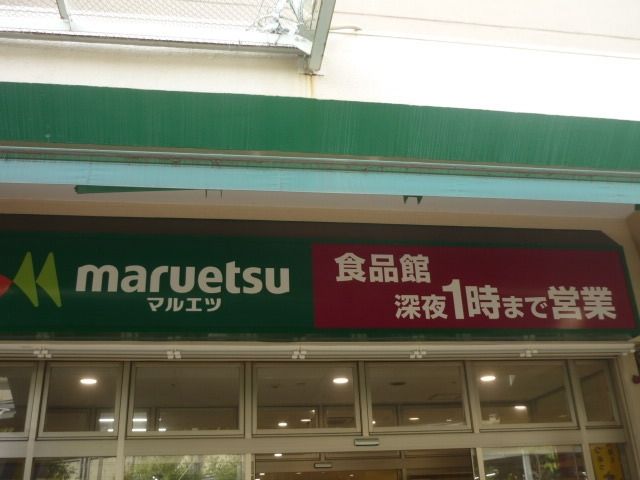 maruetsu
マルエツ
食品館
深夜1時まで営業